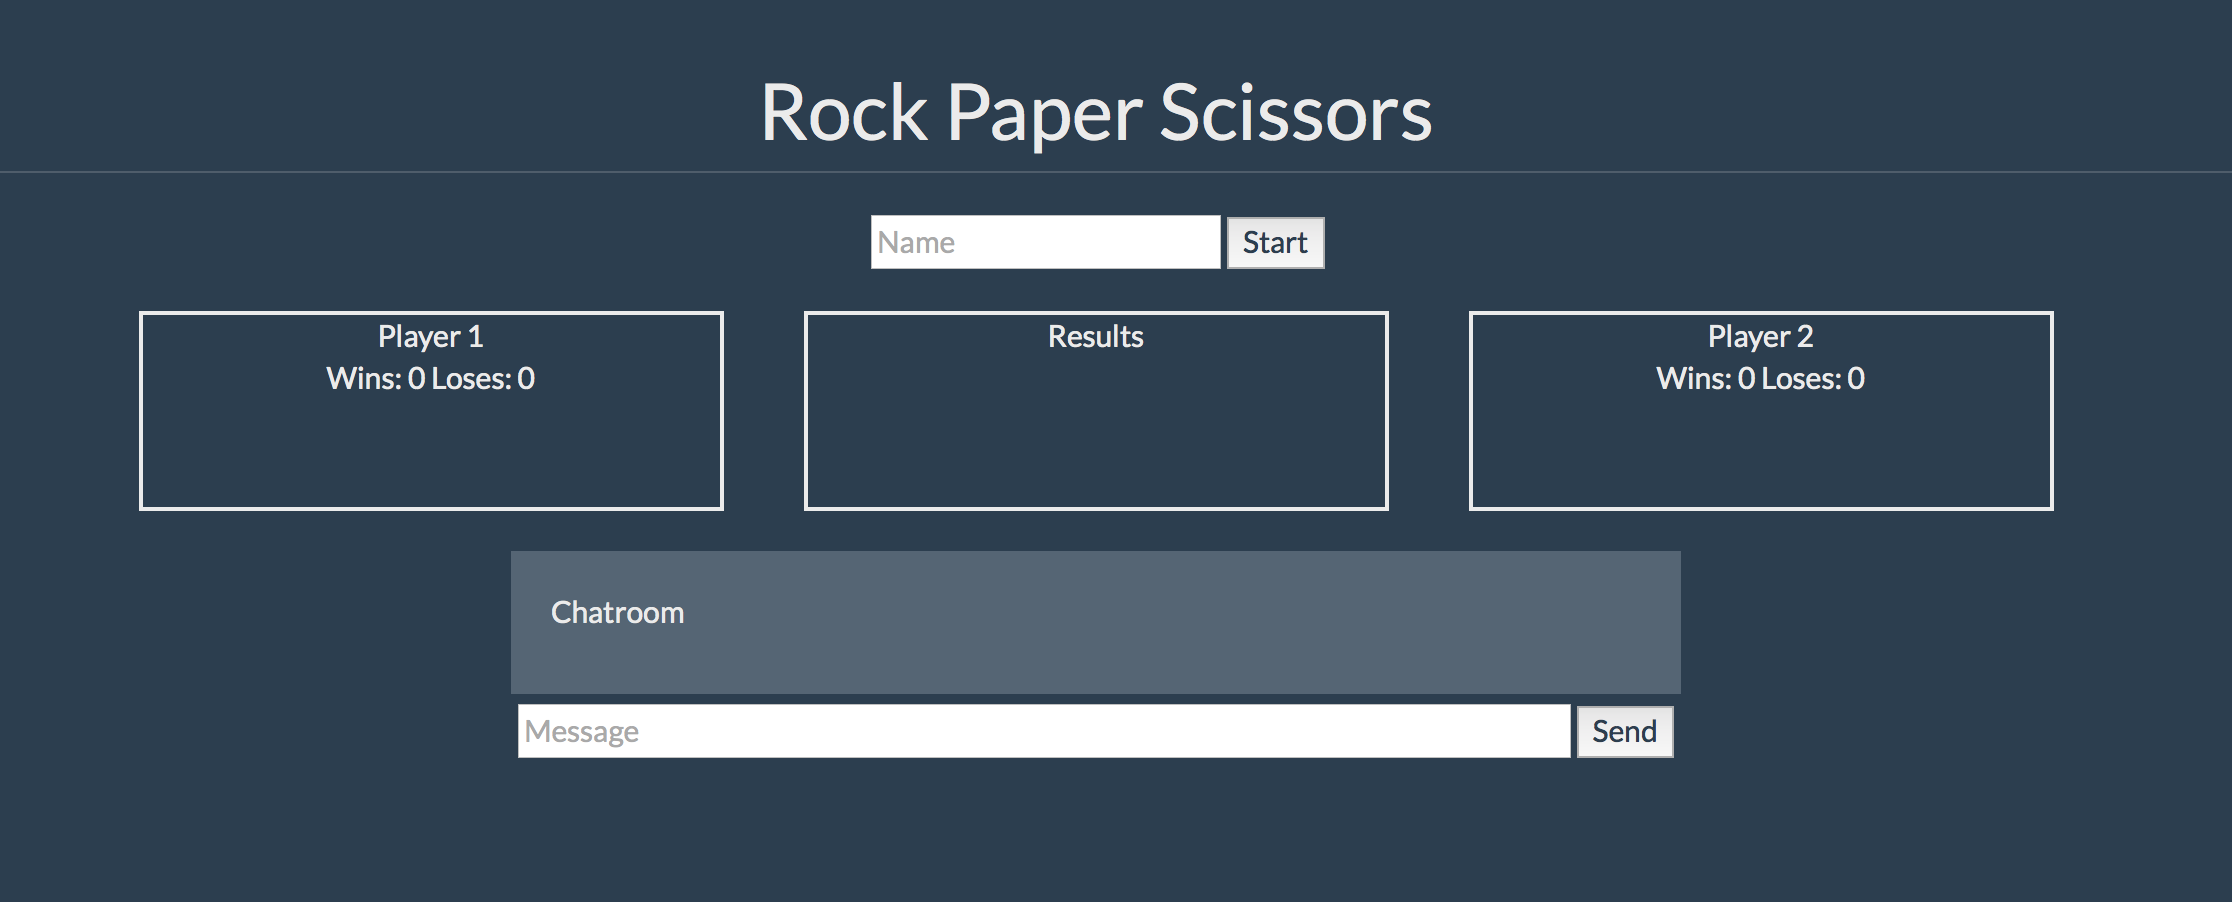 Rock Paper Scissors
Name
Start
Player 1
Wins: 0 Loses: 0
Results
Player 2
Wins: 0 Loses: 0
Chatroom
Message
Send